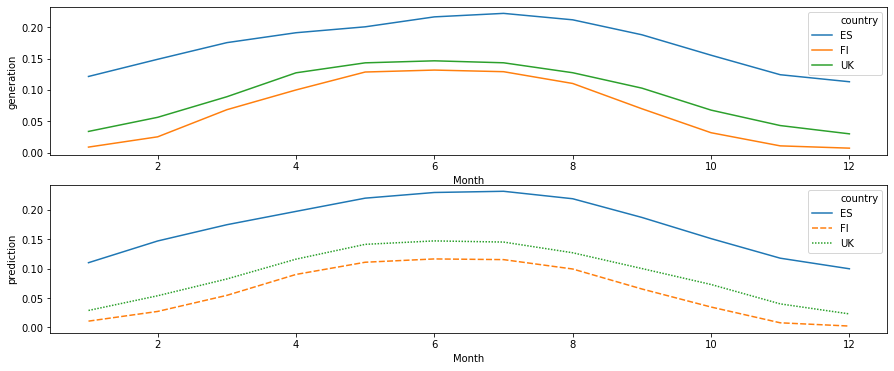 0.20
0.15
0.10
0.05
0.00
generation
country
ES
FI
UK
2 4 6 8 10 12
Month
0.20
0.15
0.10
0.05
0.00
prediction
country
ES
FI
UK
2 4 6 8 10 12
Month